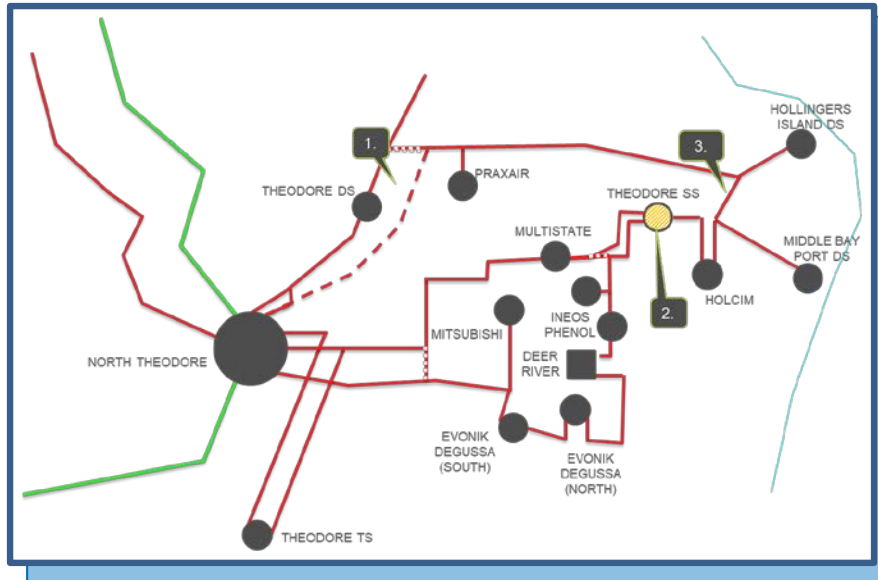 HOLLINGERS
ISLAND DS
1.
3.
PRAXAIR
THEODORE DS
THEODORE SS
MULTISTATE
MIDDLE BAY
PORT DS
HOLCIM
INEOS
PHENOL
2.
MITSUBISHI
NORTH THEODORE
DEER
RIVER
EVONIK
DEGUSSA
(SOUTH)
EVONIK
DEGUSSA
(NORTH)
THEODORE TS